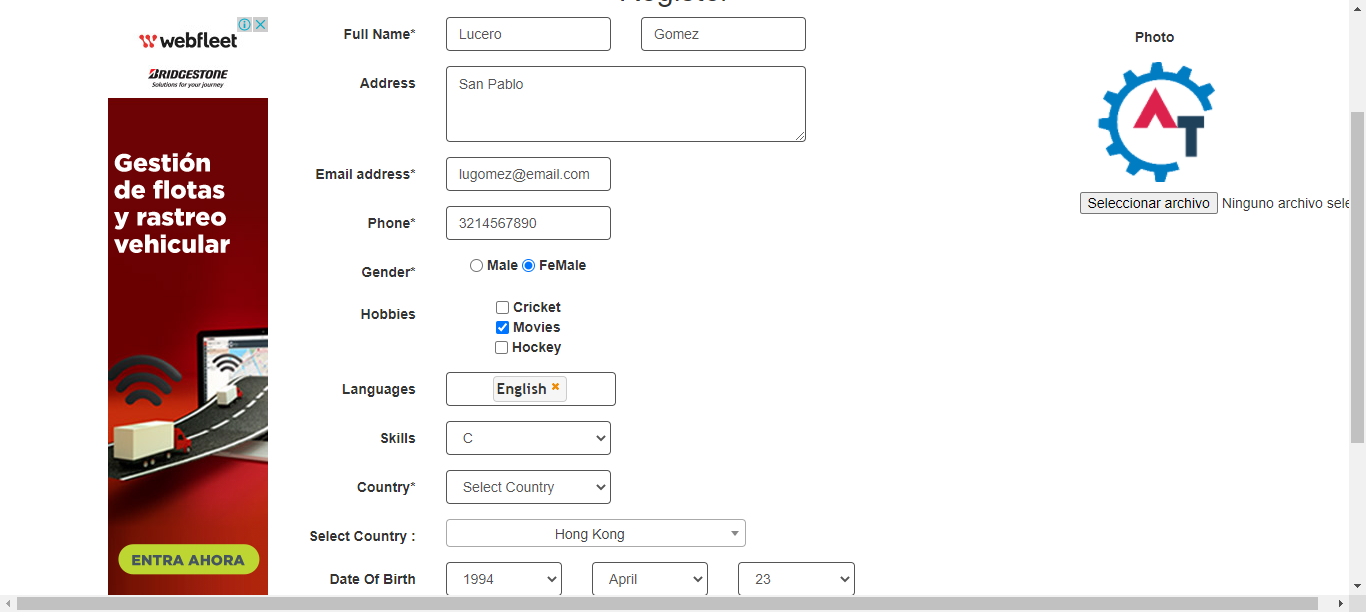 Register
webfleet
BRIDGESTONE
Solutions for your journey
Gestión
de flotas
y rastreo
vehicular
ENTRA AHORA
Full Name* Lucero Gomez
Address San Pablo
Email address* lugomez@email.com
Phone* 3214567890
Gender* Male FeMale
Hobbies Cricket
Movies
Hockey
Languages English
Skills C
Country* Select Country
Select Country : Hong Kong
Date Of Birth 1994 April 23
Photo
AT
Seleccionar archivo Ninguno archivo sele